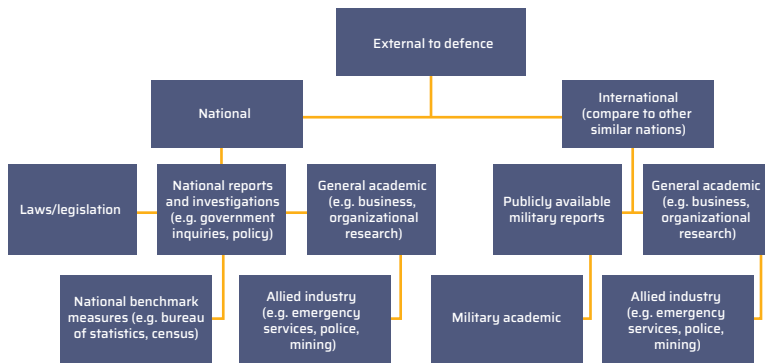 External to defence
National
International
(compare to other
similar nations)
Laws/legislation
National reports
and investigations
(e.g. government
inquiries, policy)
General academic
(e.g. business,
organizational
research)
Publicly available
military reports
General academic
(e.g. business,
organizational
research)
National benchmark
measures (e.g. bureau
of statistics, census)
Allied industry
(e.g. emergency
services, police,
mining)
Military academic
Allied industry
(e.g. emergency
services, police,
mining)